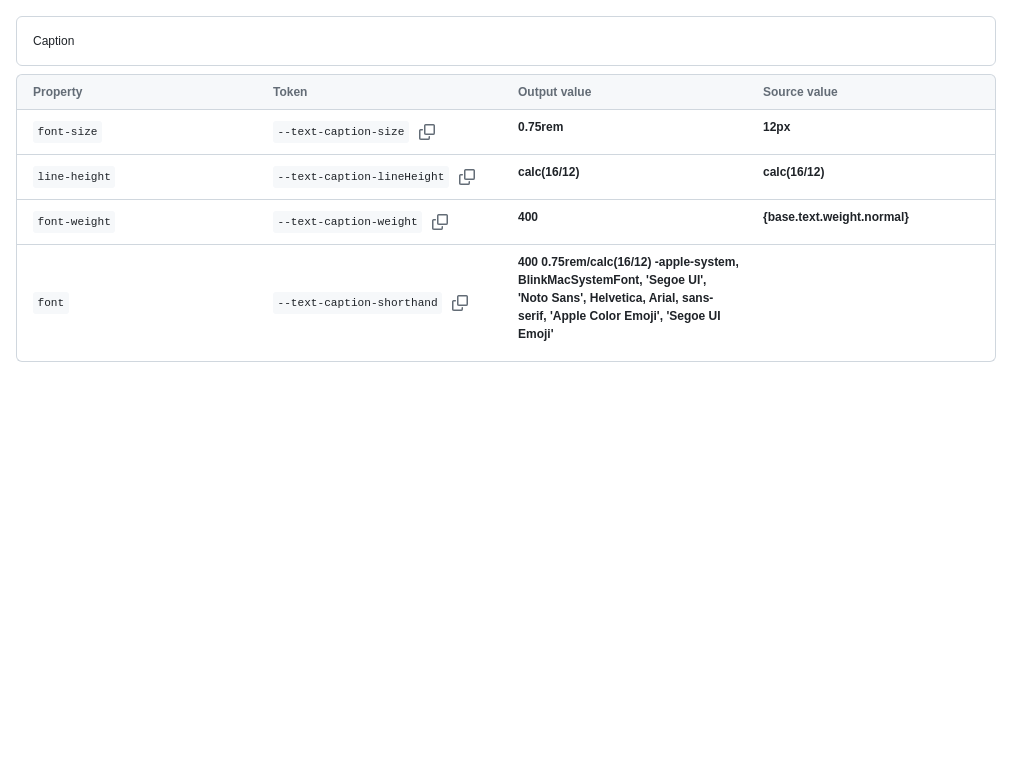 Caption
Property Token Output value Source value
font-size --text-caption-size 0.75rem 12px
line-height --text-caption-lineHeight calc(16/12) calc(16/12)
font-weight --text-caption-weight 400 {base.text.weight.normal}
font --text-caption-shorthand 400 0.75rem/calc(16/12) -apple-system,
BlinkMacSystemFont, 'Segoe UI',
'Noto Sans', Helvetica, Arial, sans-
serif, 'Apple Color Emoji', 'Segoe UI
Emoji'